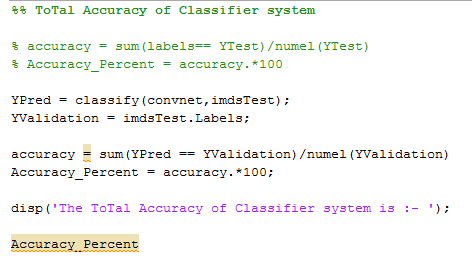 %% ToTal Accuracy of Classifier system
% accuracy = sum(labels== YTest)/numel(YTest)
% Accuracy_Percent = accuracy.*100
YPred = classify(convnet,imdsTest);
YValidation = imdsTest.Labels;
accuracy = sum(YPred == YValidation)/numel(YValidation)
Accuracy_Percent = accuracy.*100;
disp('The ToTal Accuracy of Classifier system is :- ');
Accuracy_Percent